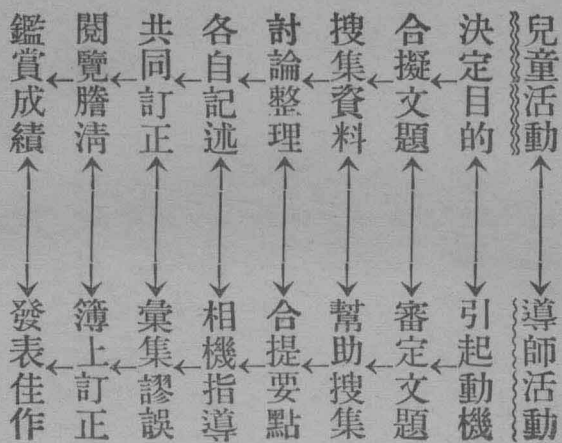 兒童活動
決定目的
合擬文題
搜集資料
討論整理
各自記述
共同訂正
閱覽謄清
鑑賞成績
導師活動
引起動機
審定文題
幫助搜集
合提要點
相機指導
彙集謬誤
簿上訂正
發表佳作